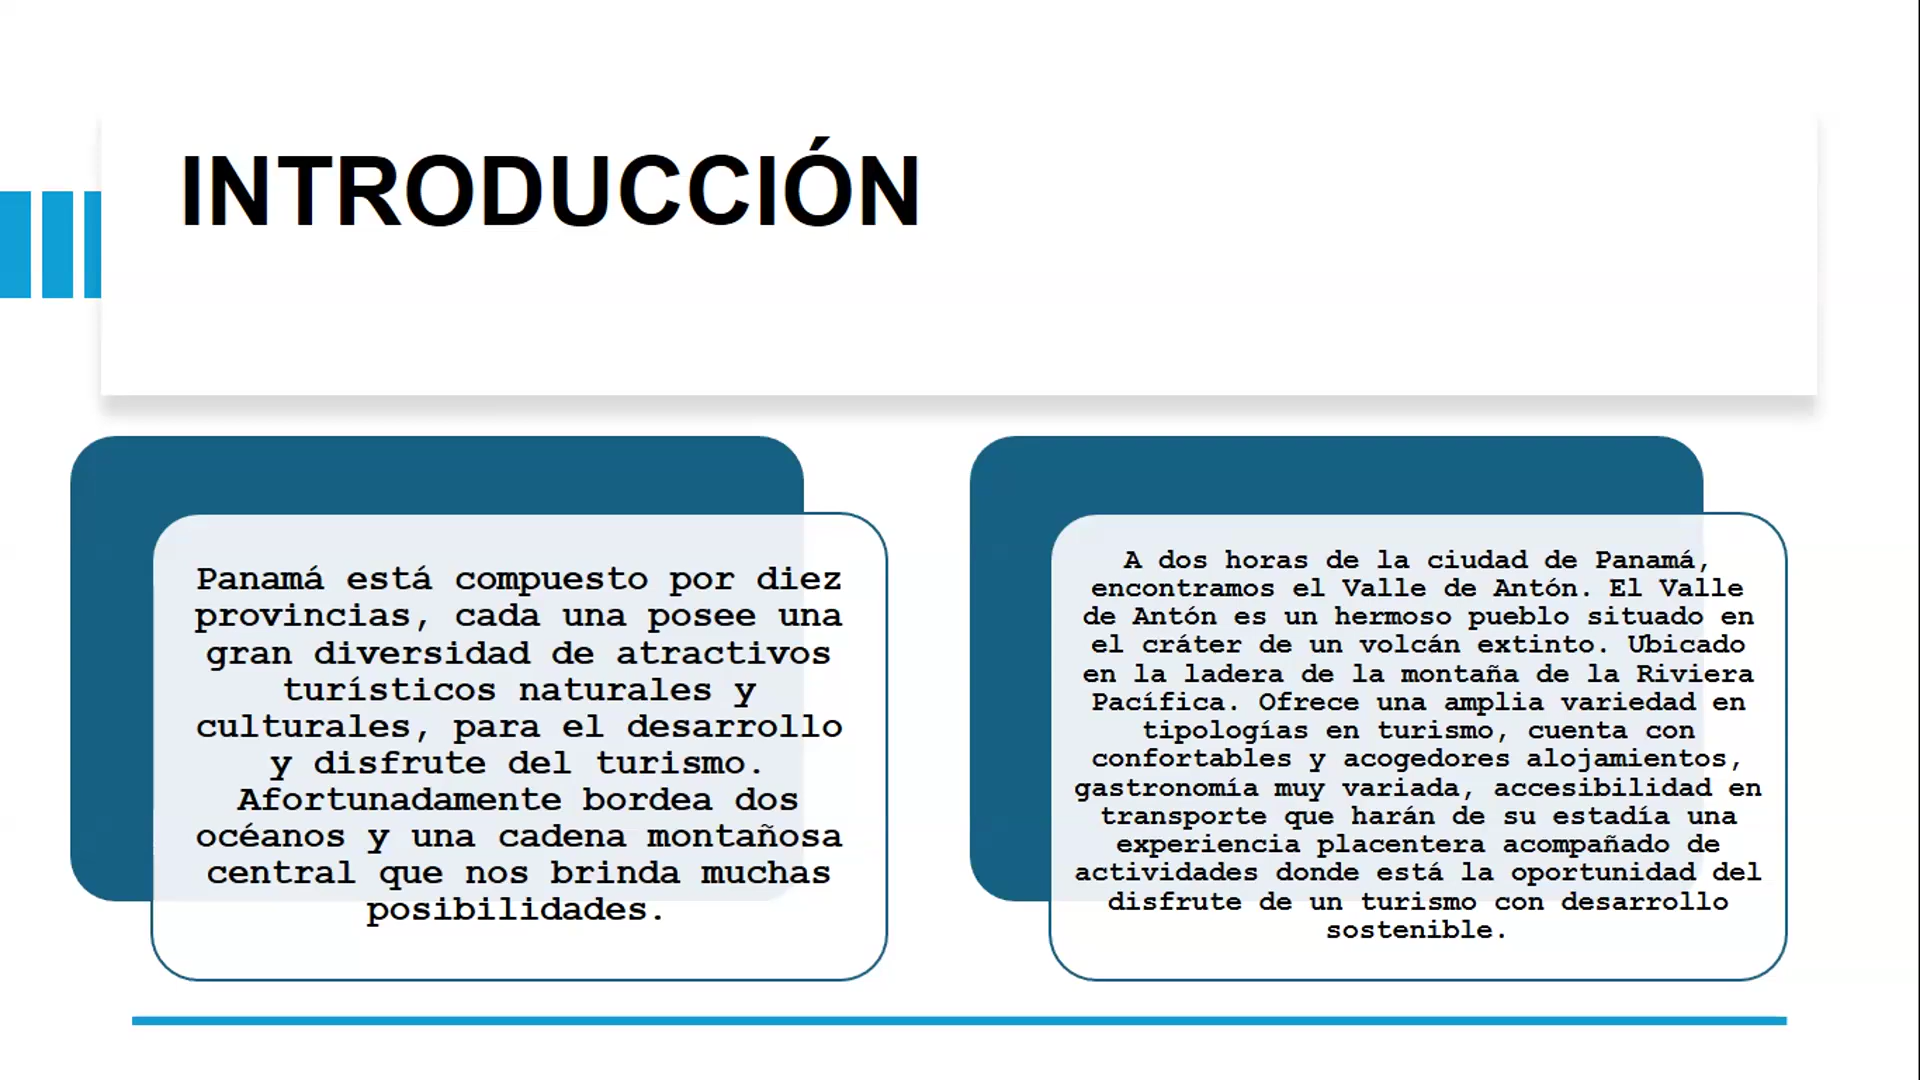 INTRODUCCIÓN
Panamá está compuesto por diez
provincias, cada una posee una
gran diversidad de atractivos
turísticos naturales y
culturales, para el desarrollo
y disfrute del turismo.
Afortunadamente bordea dos
océanos y una cadena montañosa
central que nos brinda muchas
posibilidades.
A dos horas de la ciudad de Panamá,
encontramos el Valle de Antón. El Valle
de Antón es un hermoso pueblo situado en
el cráter de un volcán extinto. Ubicado
en la ladera de la montaña de la Riviera
Pacífica. Ofrece una amplia variedad en
tipologías en turismo, cuenta con
confortables y acogedores alojamientos,
gastronomía muy variada, accesibilidad en
transporte que harán de su estadía una
experiencia placentera acompañado de
actividades donde está la oportunidad del
disfrute de un turismo con desarrollo
sostenible.